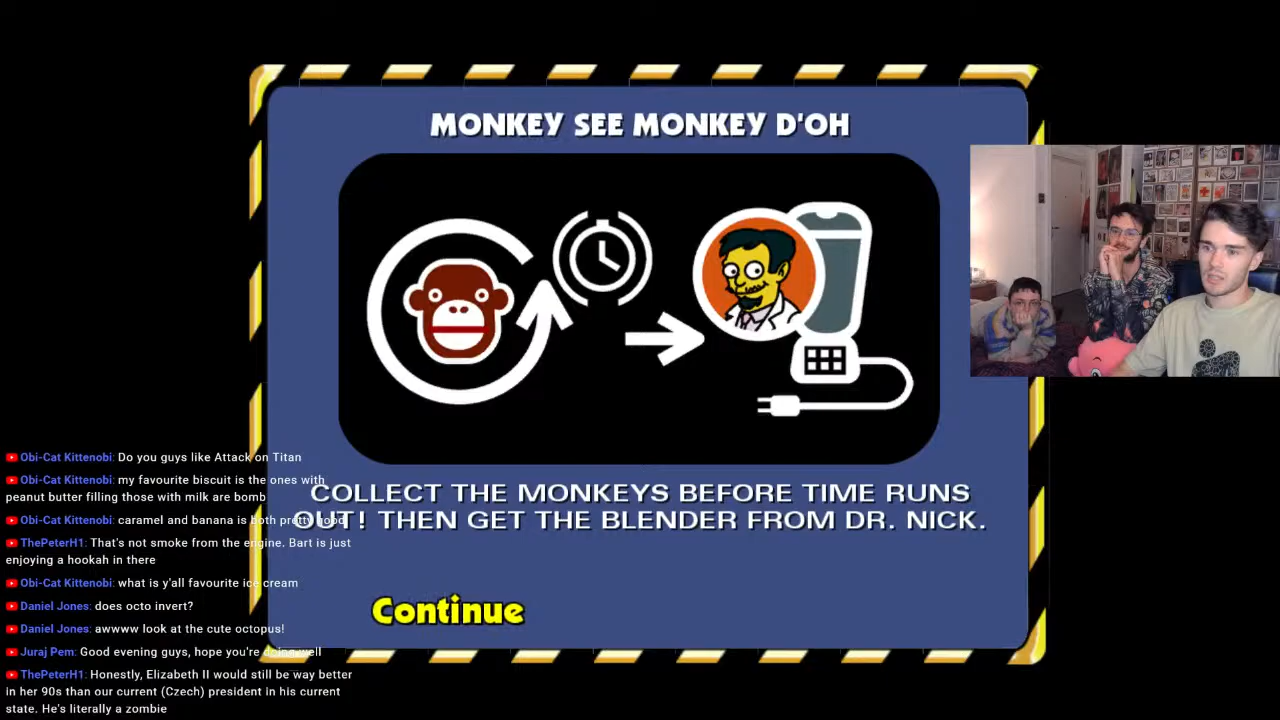 MONKEY SEE MONKEY D'OH
COLLECT THE MONKEYS BEFORE TIME RUNS
OUT! THEN GET THE BLENDER FROM DR. NICK.
Continue
Obi-Cat Kittenobi: Do you guys like Attack on Titan
Obi-Cat Kittenobi: my favourite biscuit is the ones with
peanut butter filling those with milk are bomb
Obi-Cat Kittenobi: caramel and banana is both pretty good
ThePeterH1: That's not smoke from the engine. Bart is just
enjoying a hookah in there
Obi-Cat Kittenobi: what is y'all favourite ice cream
Daniel Jones: does octo invert?
Daniel Jones: awwww look at the cute octopus!
Juraj Pem: Good evening guys, hope you're doing well
ThePeterH1: Honestly, Elizabeth II would still be way better
in her 90s than our current (Czech) president in his current
state. He's literally a zombie